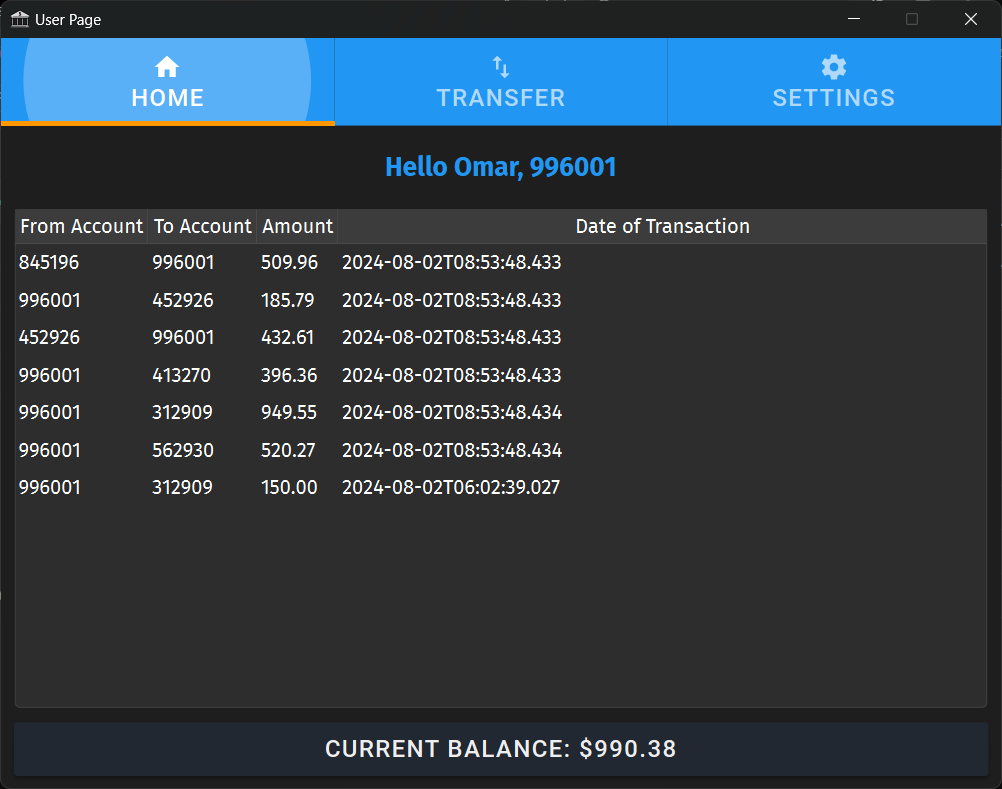 User Page
HOME TRANSFER SETTINGS
Hello Omar, 996001
From Account To Account Amount Date of Transaction
845196 996001 509.96 2024-08-02T08:53:48.433
996001 452926 185.79 2024-08-02T08:53:48.433
452926 996001 432.61 2024-08-02T08:53:48.433
996001 413270 396.36 2024-08-02T08:53:48.433
996001 312909 949.55 2024-08-02T08:53:48.434
996001 562930 520.27 2024-08-02T08:53:48.434
996001 312909 150.00 2024-08-02T06:02:39.027
CURRENT BALANCE: $990.38